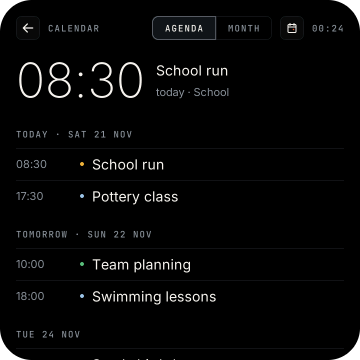 CALENDAR
AGENDA
MONTH
00:24
08:30
School run
today · School
TODAY · SAT 21 NOV
08:30 • School run
17:30 • Pottery class
TOMORROW · SUN 22 NOV
10:00 • Team planning
18:00 • Swimming lessons
TUE 24 NOV